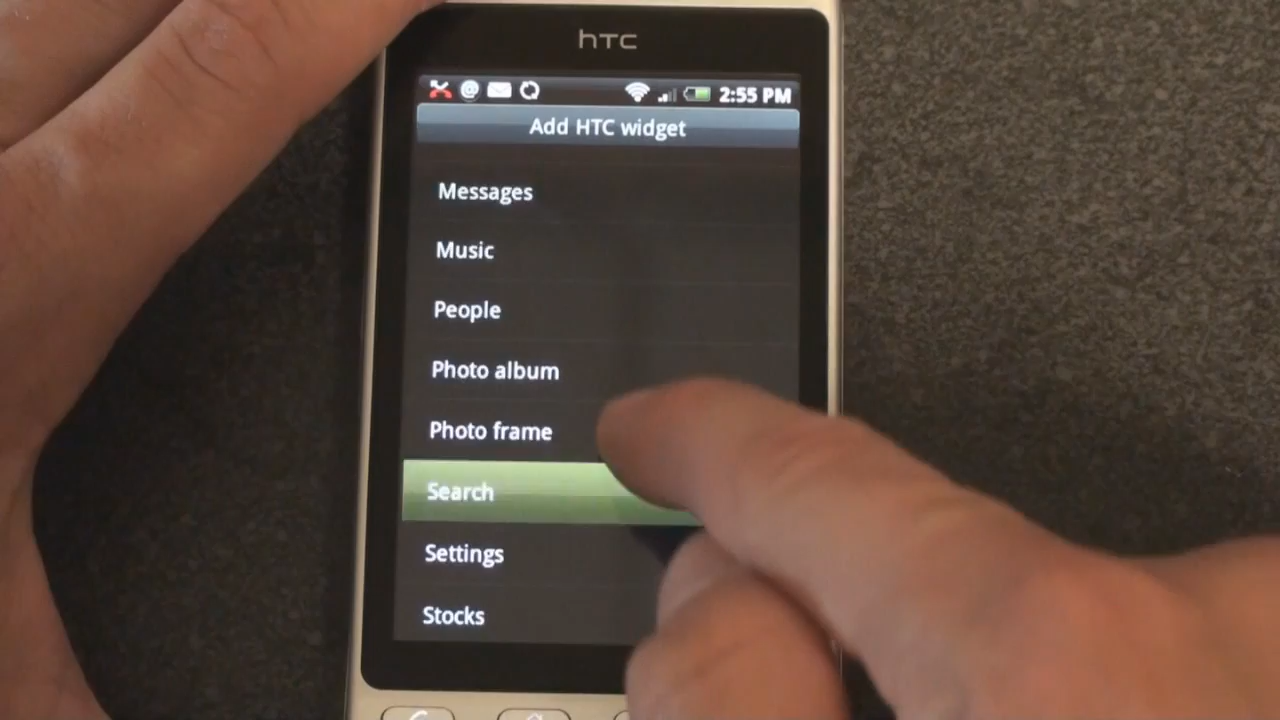 hTC
2:55 PM
Add HTC widget
Messages
Music
People
Photo album
Photo frame
Search
Settings
Stocks